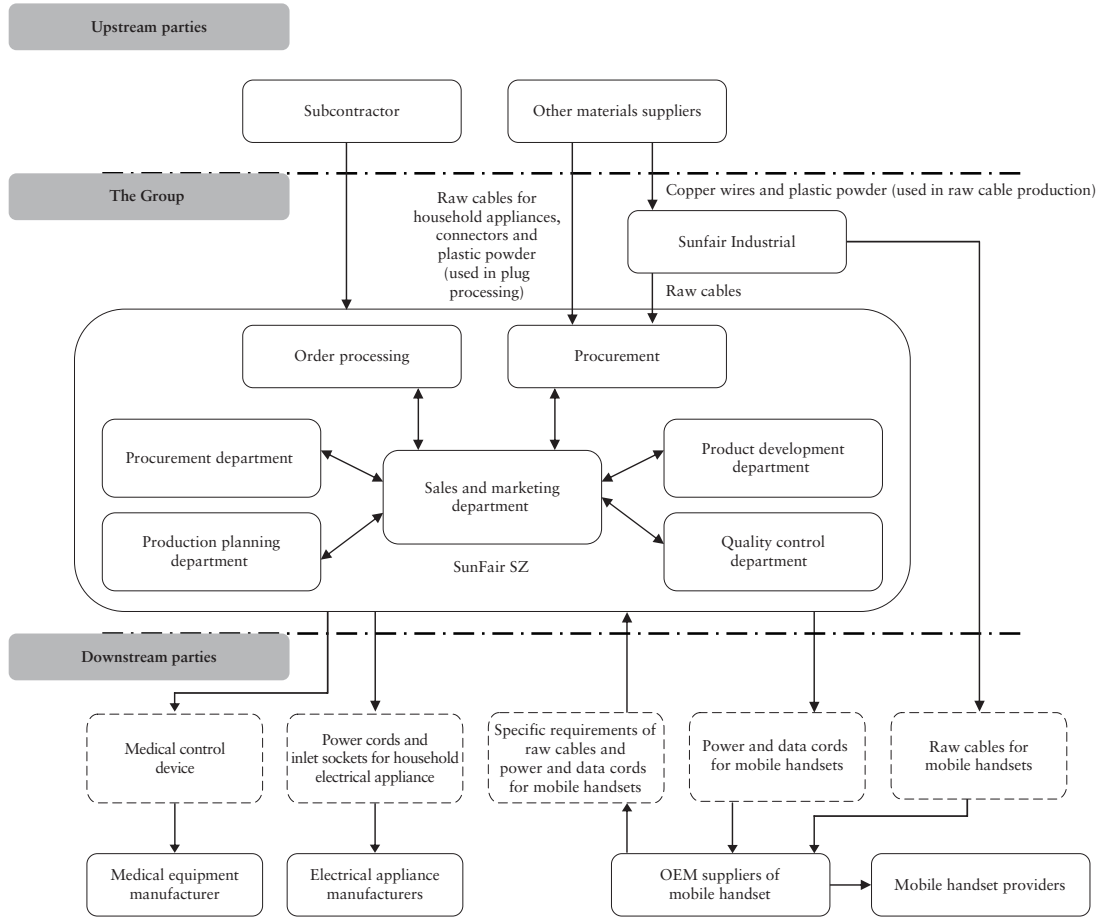 Upstream parties
Subcontractor
Other materials suppliers
The Group
Copper wires and plastic powder (used in raw cable production)
Raw cables for
household appliances,
connectors and
plastic powder
(used in plug
processing)
Sunfair Industrial
Raw cables
Order processing
Procurement
Procurement department
Sales and marketing
department
Product development
department
Production planning
department
Quality control
department
SunFair SZ
Downstream parties
Medical control
device
Power cords and
inlet sockets for household
electrical appliance
Specific requirements of
raw cables and
power and data cords
for mobile handsets
Power and data cords
for mobile handsets
Raw cables for
mobile handsets
Medical equipment
manufacturer
Electrical appliance
manufacturers
OEM suppliers of
mobile handset
Mobile handset providers